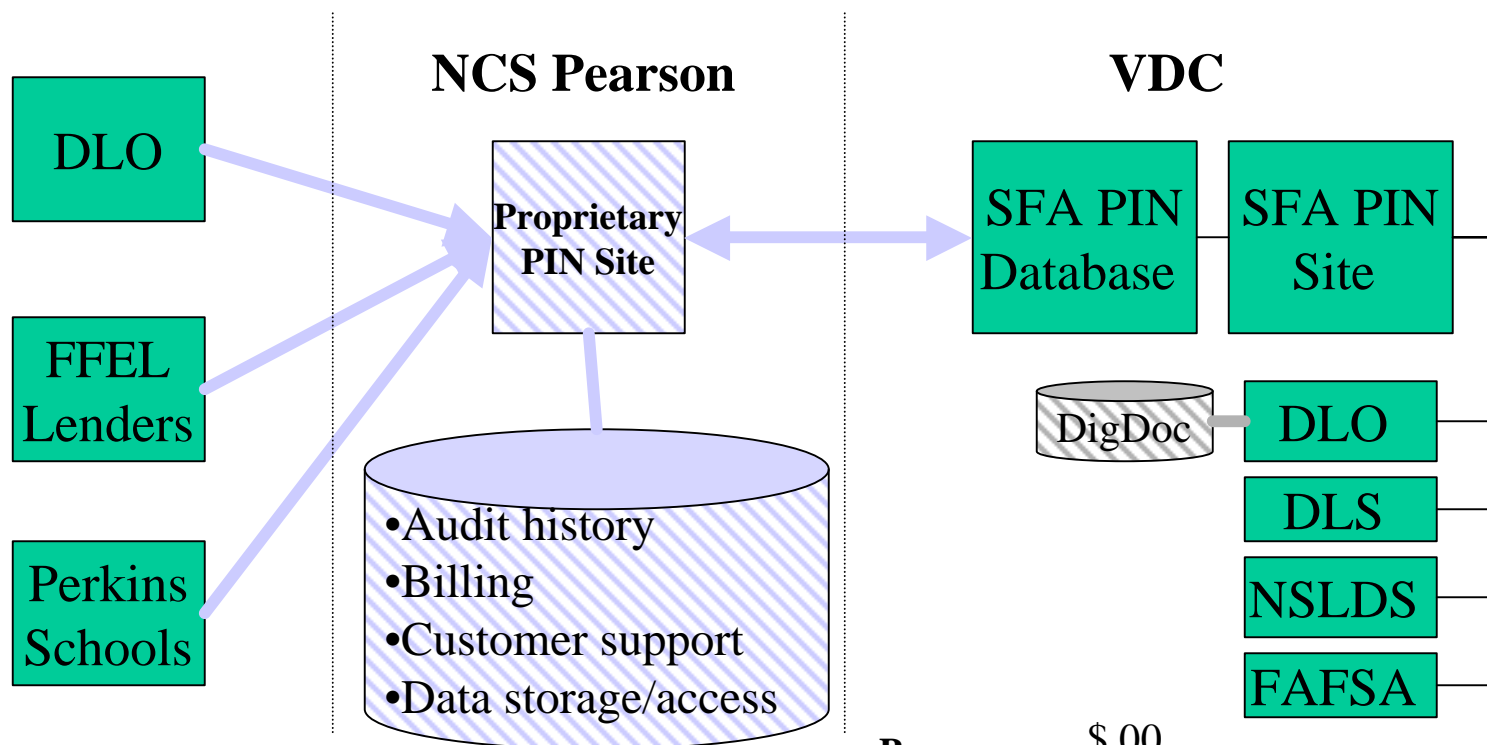 NCS Pearson
VDC
DLO
FFEL
Lenders
Perkins
Schools
Proprietary
PIN Site
•Audit history
•Billing
•Customer support
•Data storage/access
SFA PIN
Database
SFA PIN
Site
DigDoc
DLO
DLS
NSLDS
FAFSA
$.00